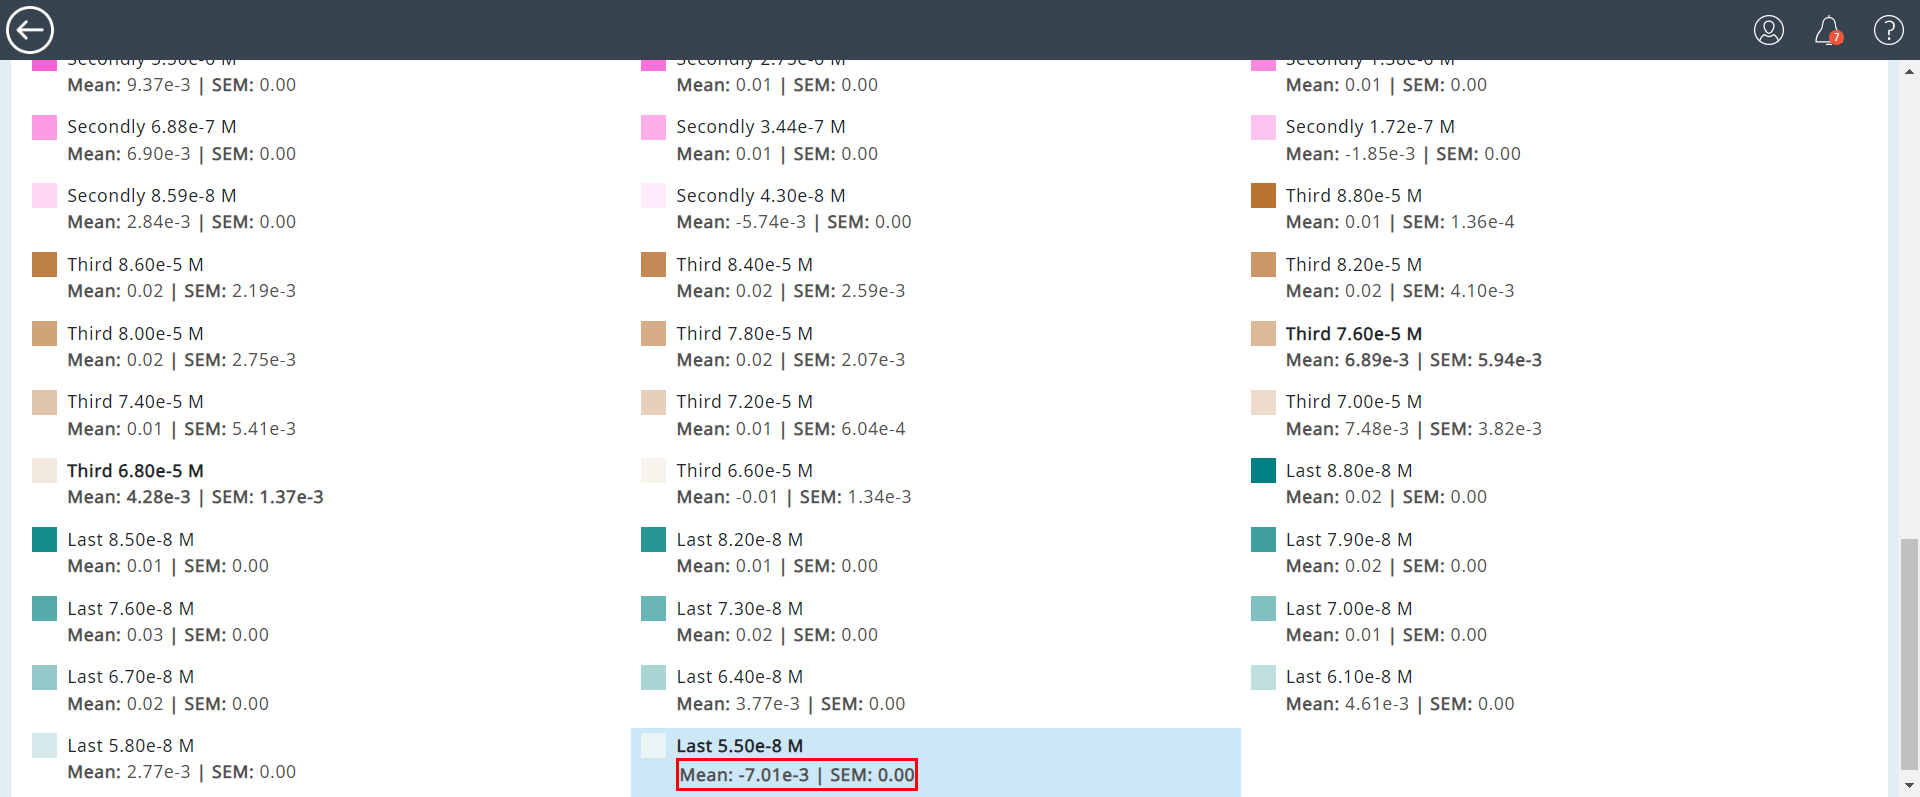 7
?
Mean: 9.37e-3 | SEM: 0.00
Mean: 0.01 | SEM: 0.00
Mean: 0.01 | SEM: 0.00
Secondly 6.88e-7 M
Mean: 6.90e-3 | SEM: 0.00
Secondly 3.44e-7 M
Mean: 0.01 | SEM: 0.00
Secondly 1.72e-7 M
Mean: -1.85e-3 | SEM: 0.00
Secondly 8.59e-8 M
Mean: 2.84e-3 | SEM: 0.00
Secondly 4.30e-8 M
Mean: -5.74e-3 | SEM: 0.00
Third 8.80e-5 M
Mean: 0.01 | SEM: 1.36e-4
Third 8.60e-5 M
Mean: 0.02 | SEM: 2.19e-3
Third 8.40e-5 M
Mean: 0.02 | SEM: 2.59e-3
Third 8.20e-5 M
Mean: 0.02 | SEM: 4.10e-3
Third 8.00e-5 M
Mean: 0.02 | SEM: 2.75e-3
Third 7.80e-5 M
Mean: 0.02 | SEM: 2.07e-3
Third 7.60e-5 M
Mean: 6.89e-3 | SEM: 5.94e-3
Third 7.40e-5 M
Mean: 0.01 | SEM: 5.41e-3
Third 7.20e-5 M
Mean: 0.01 | SEM: 6.04e-4
Third 7.00e-5 M
Mean: 7.48e-3 | SEM: 3.82e-3
Third 6.80e-5 M
Mean: 4.28e-3 | SEM: 1.37e-3
Third 6.60e-5 M
Mean: -0.01 | SEM: 1.34e-3
Last 8.80e-8 M
Mean: 0.02 | SEM: 0.00
Last 8.50e-8 M
Mean: 0.01 | SEM: 0.00
Last 8.20e-8 M
Mean: 0.01 | SEM: 0.00
Last 7.90e-8 M
Mean: 0.02 | SEM: 0.00
Last 7.60e-8 M
Mean: 0.03 | SEM: 0.00
Last 7.30e-8 M
Mean: 0.02 | SEM: 0.00
Last 7.00e-8 M
Mean: 0.01 | SEM: 0.00
Last 6.70e-8 M
Mean: 0.02 | SEM: 0.00
Last 6.40e-8 M
Mean: 3.77e-3 | SEM: 0.00
Last 6.10e-8 M
Mean: 4.61e-3 | SEM: 0.00
Last 5.80e-8 M
Mean: 2.77e-3 | SEM: 0.00
Last 5.50e-8 M
Mean: -7.01e-3 | SEM: 0.00